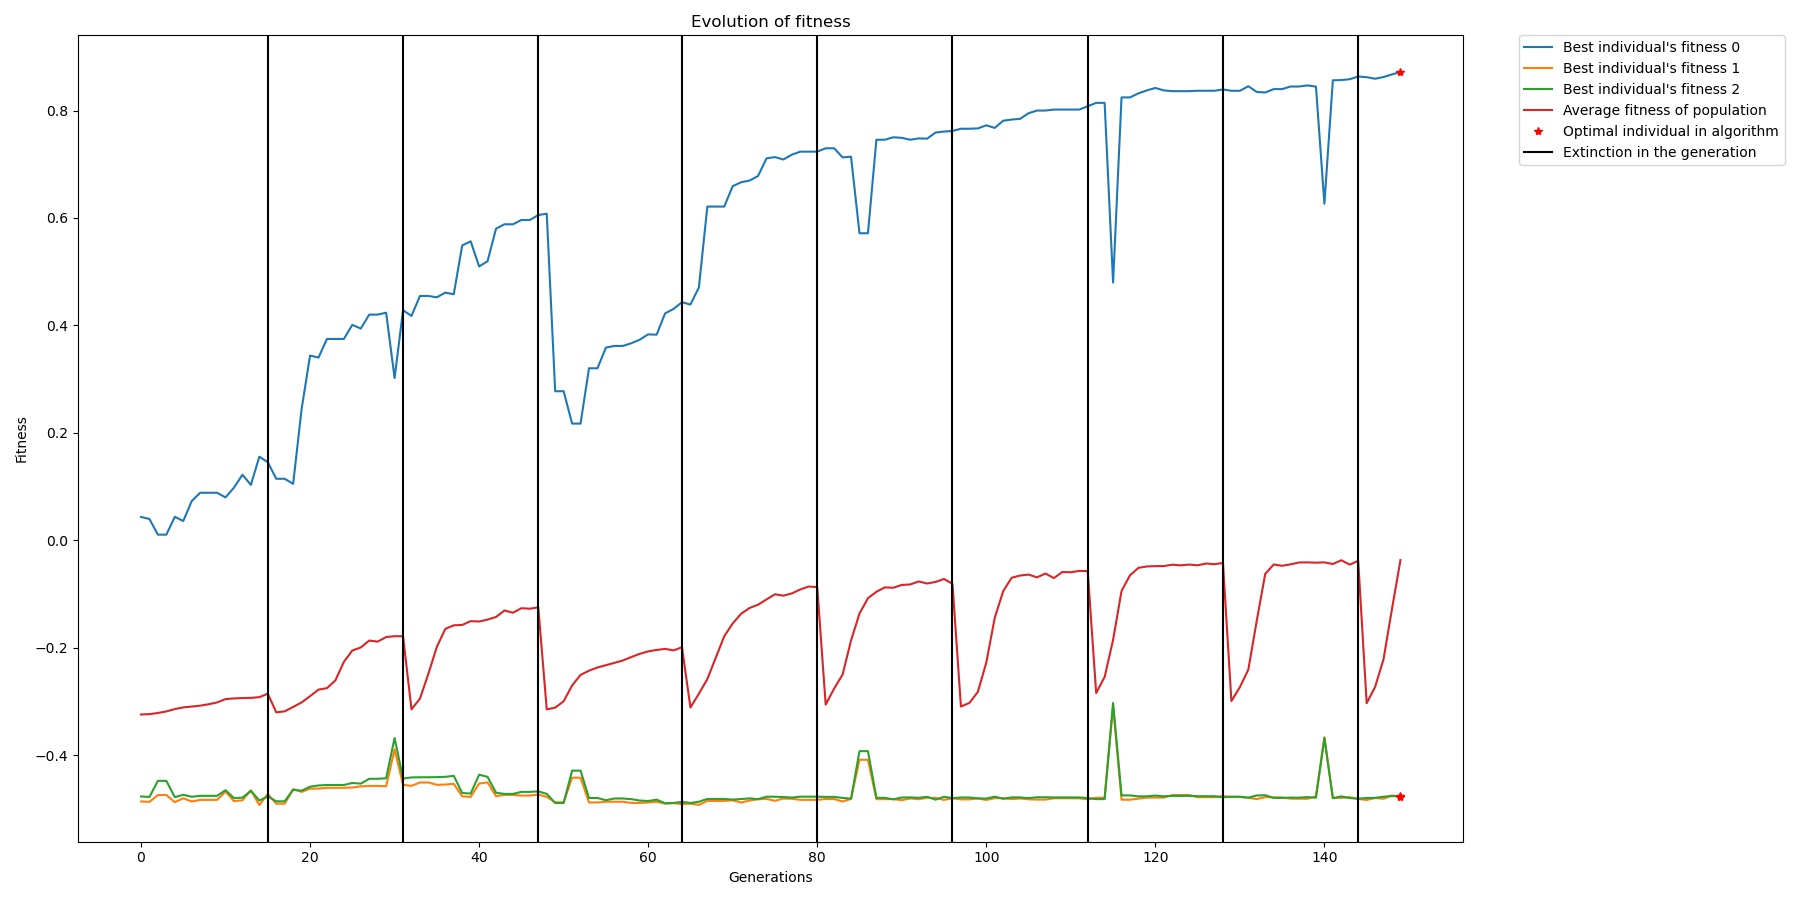 Evolution of fitness
Best individual's fitness 0
Best individual's fitness 1
Best individual's fitness 2
Average fitness of population
Optimal individual in algorithm
Extinction in the generation
Fitness
0.8
0.6
0.4
0.2
0.0
−0.2
−0.4
0 20 40 60 80 100 120 140
Generations